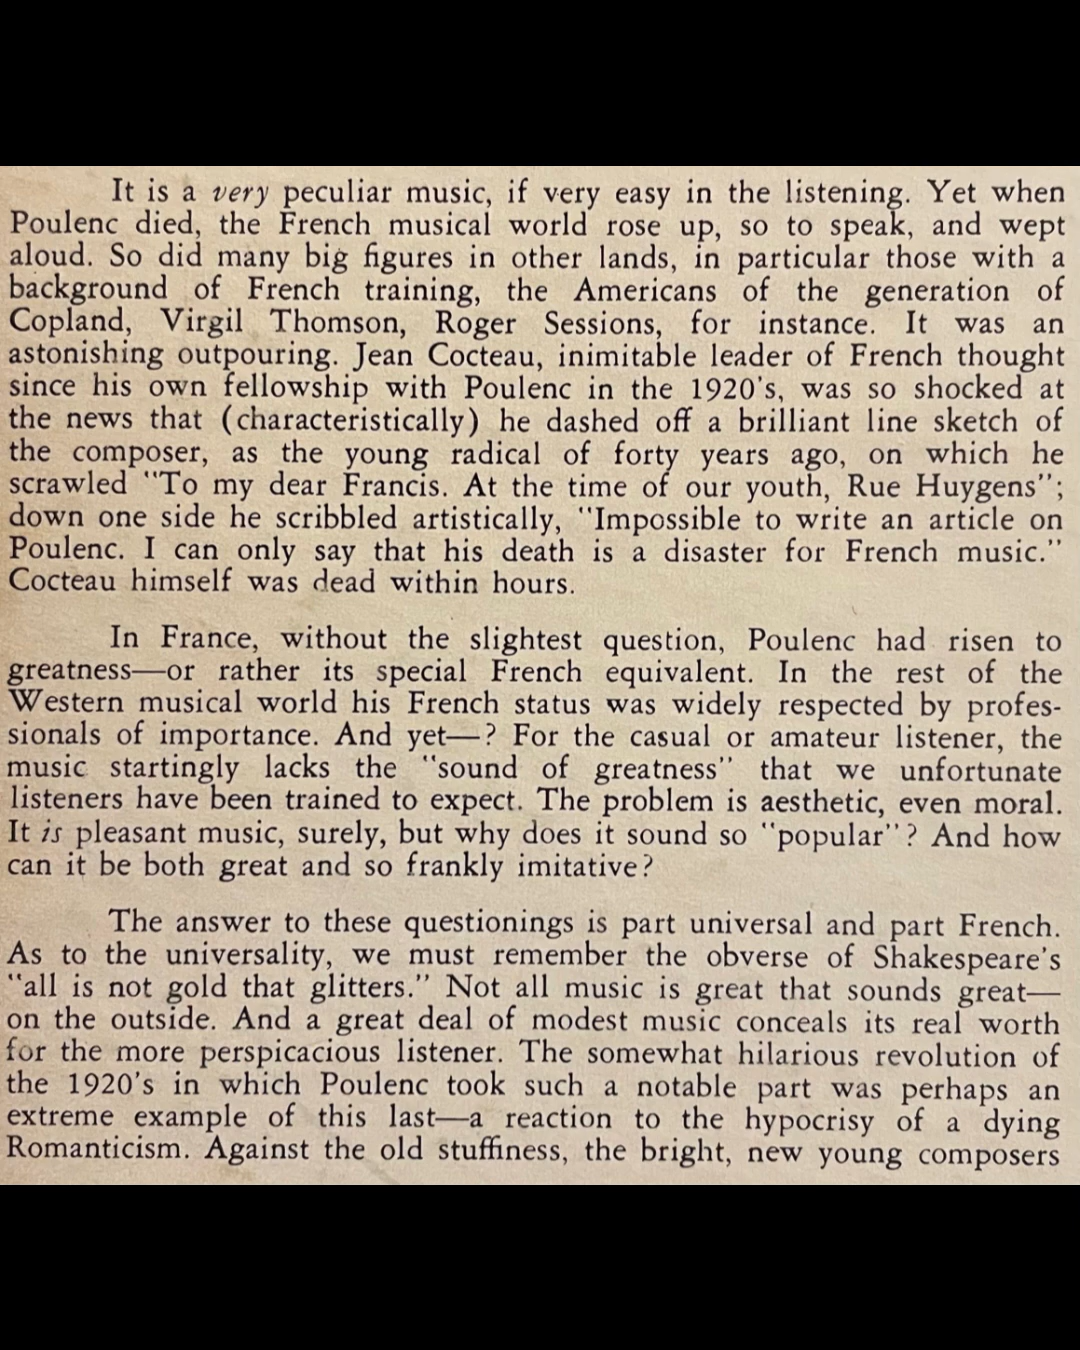 It is a very peculiar music, if very easy in the listening. Yet when
Poulenc died, the French musical world rose up, so to speak, and wept
aloud. So did many big figures in other lands, in particular those with a
background of French training, the Americans of the generation of
Copland, Virgil Thomson, Roger Sessions, for instance. It was an
astonishing outpouring. Jean Cocteau, inimitable leader of French thought
since his own fellowship with Poulenc in the 1920's, was so shocked at
the news that (characteristically) he dashed off a brilliant line sketch of
the composer, as the young radical of forty years ago, on which he
scrawled "To my dear Francis. At the time of our youth, Rue Huygens";
down one side he scribbled artistically, "Impossible to write an article on
Poulenc. I can only say that his death is a disaster for French music."
Cocteau himself was dead within hours.
In France, without the slightest question, Poulenc had risen to
greatness—or rather its special French equivalent. In the rest of the
Western musical world his French status was widely respected by profes-
sionals of importance. And yet—? For the casual or amateur listener, the
music startingly lacks the "sound of greatness" that we unfortunate
listeners have been trained to expect. The problem is aesthetic, even moral.
It is pleasant music, surely, but why does it sound so "popular"? And how
can it be both great and so frankly imitative?
The answer to these questionings is part universal and part French.
As to the universality, we must remember the obverse of Shakespeare's
"all is not gold that glitters." Not all music is great that sounds great—
on the outside. And a great deal of modest music conceals its real worth
for the more perspicacious listener. The somewhat hilarious revolution of
the 1920's in which Poulenc took such a notable part was perhaps an
extreme example of this last—a reaction to the hypocrisy of a dying
Romanticism. Against the old stuffiness, the bright, new young composers